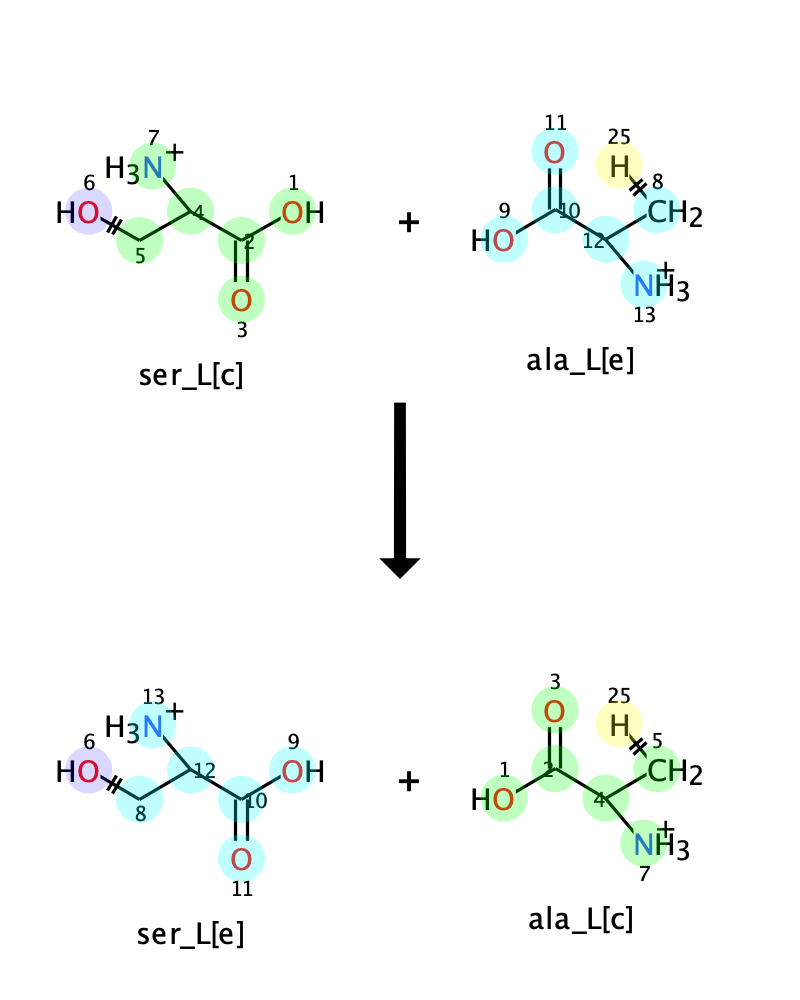 7
H3N+
6
HO
4
1
OH
5
2
O
3
ser_L[c]
+
11
O
25
H
8
CH2
9
HO
10
12
NH3+
13
ala_L[e]
13
H3N+
6
HO
12
9
OH
8
10
O
11
ser_L[e]
+
3
O
25
H
5
CH2
1
HO
2
4
NH3+
7
ala_L[c]